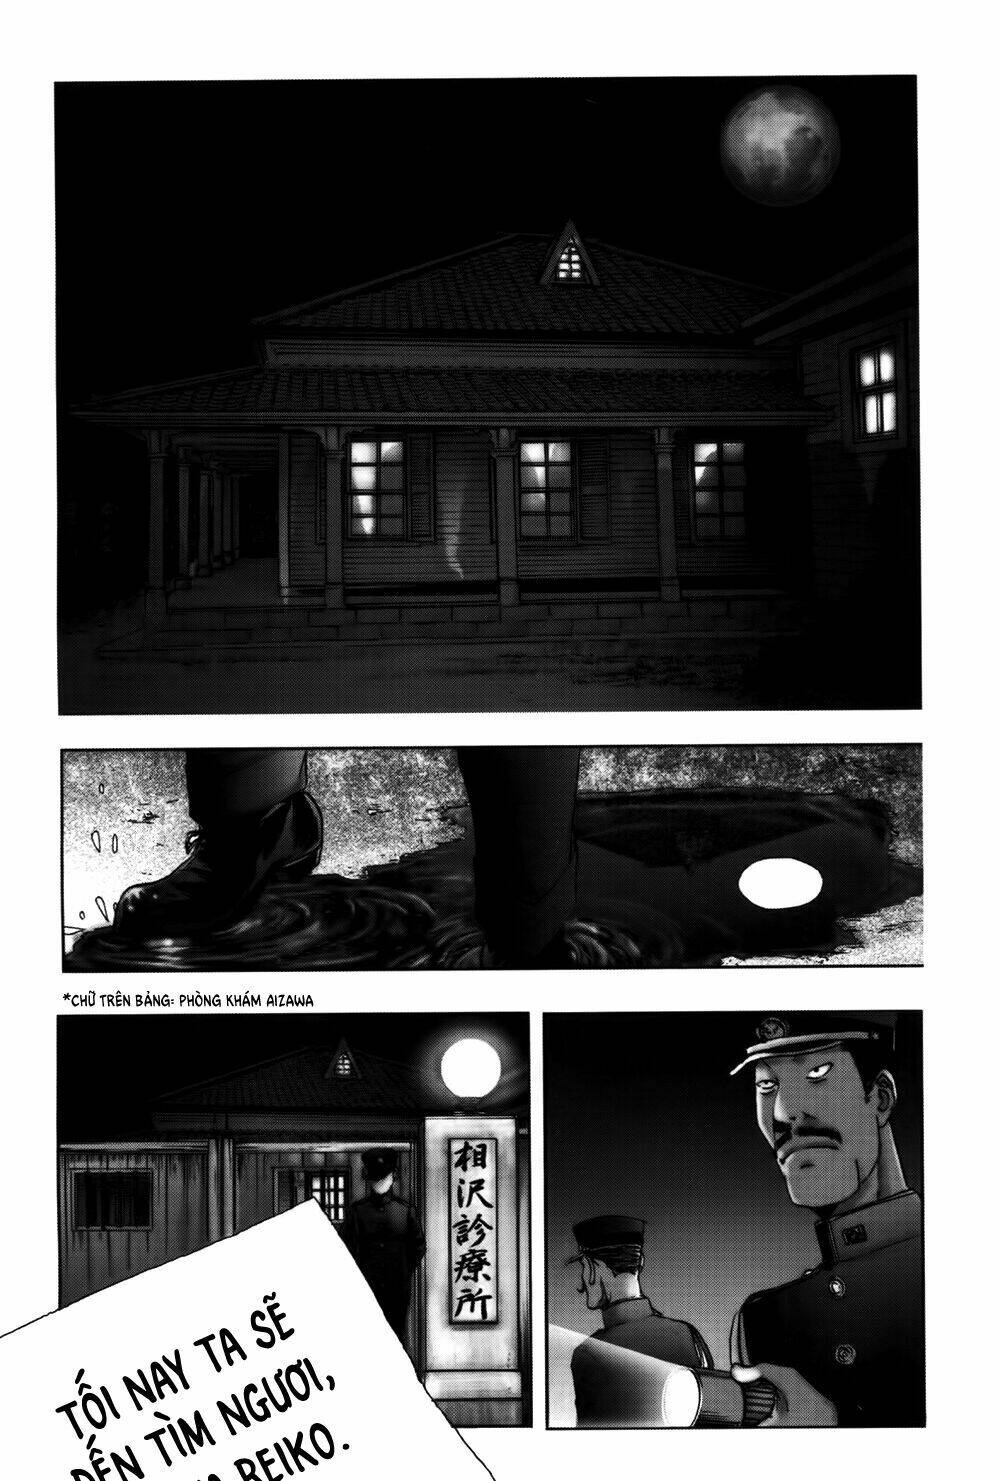 *CHỮ TRÊN BẢNG: PHÒNG KHÁM AIZAWA
相沢診療所
TỐI NAY TA SẼ
ĐẾN TÌM NGƯƠI,
REIKO.